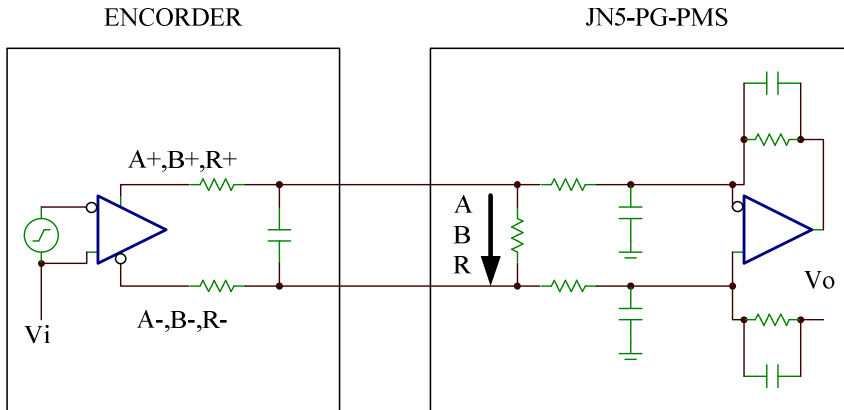 ENCORDER
JN5-PG-PMS
A+,B+,R+
A
B
R
A-,B-,R-
Vi
Vo